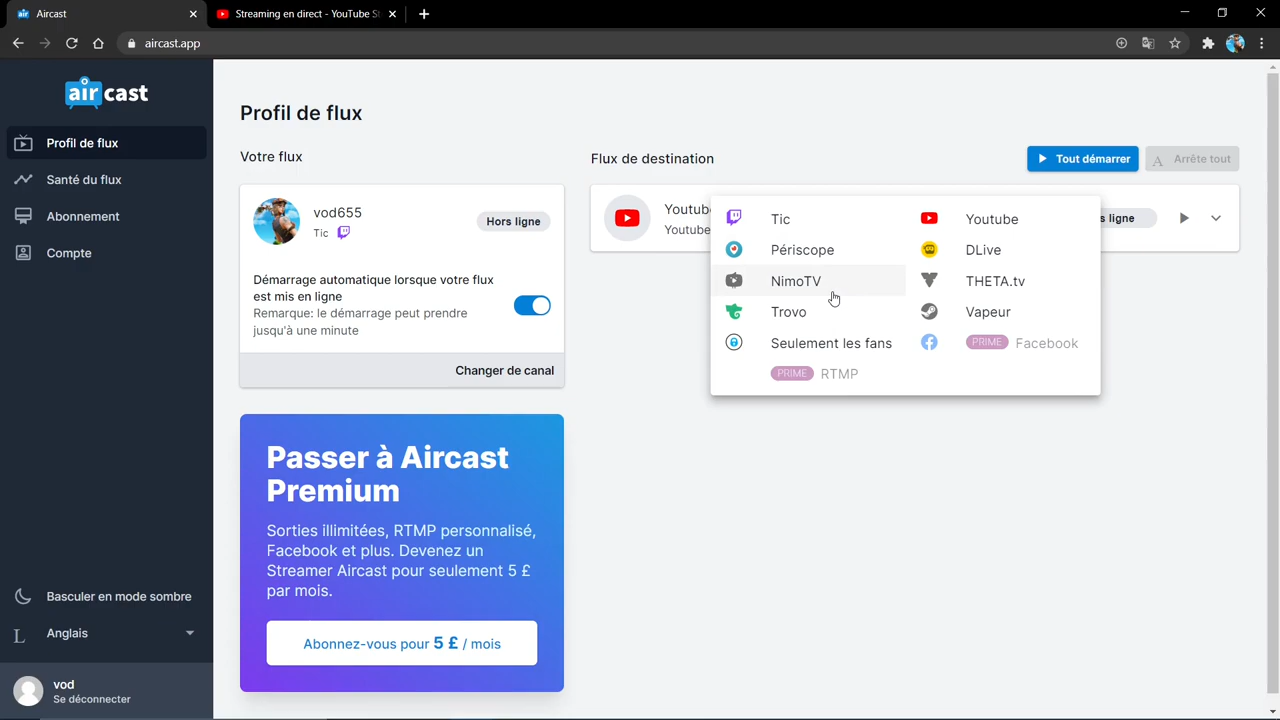 Aircast
Streaming en direct - YouTube St
aircast.app
air cast
Profil de flux
Santé du flux
Abonnement
Compte
Basculer en mode sombre
L Anglais
vod
Se déconnecter
Profil de flux
Votre flux
vod655
Tic
Hors ligne
Démarrage automatique lorsque votre flux
est mis en ligne
Remarque: le démarrage peut prendre
jusqu'à une minute
Changer de canal
Passer à Aircast
Premium
Sorties illimitées, RTMP personnalisé,
Facebook et plus. Devenez un
Streamer Aircast pour seulement 5 £
par mois.
Abonnez-vous pour 5 £ / mois
Flux de destination
Tout démarrer
A Arrête tout
Youtube
s ligne
Tic
Youtube
Périscope
DLive
NimoTV
THETA.tv
Trovo
Vapeur
Seulement les fans
PRIME Facebook
PRIME RTMP